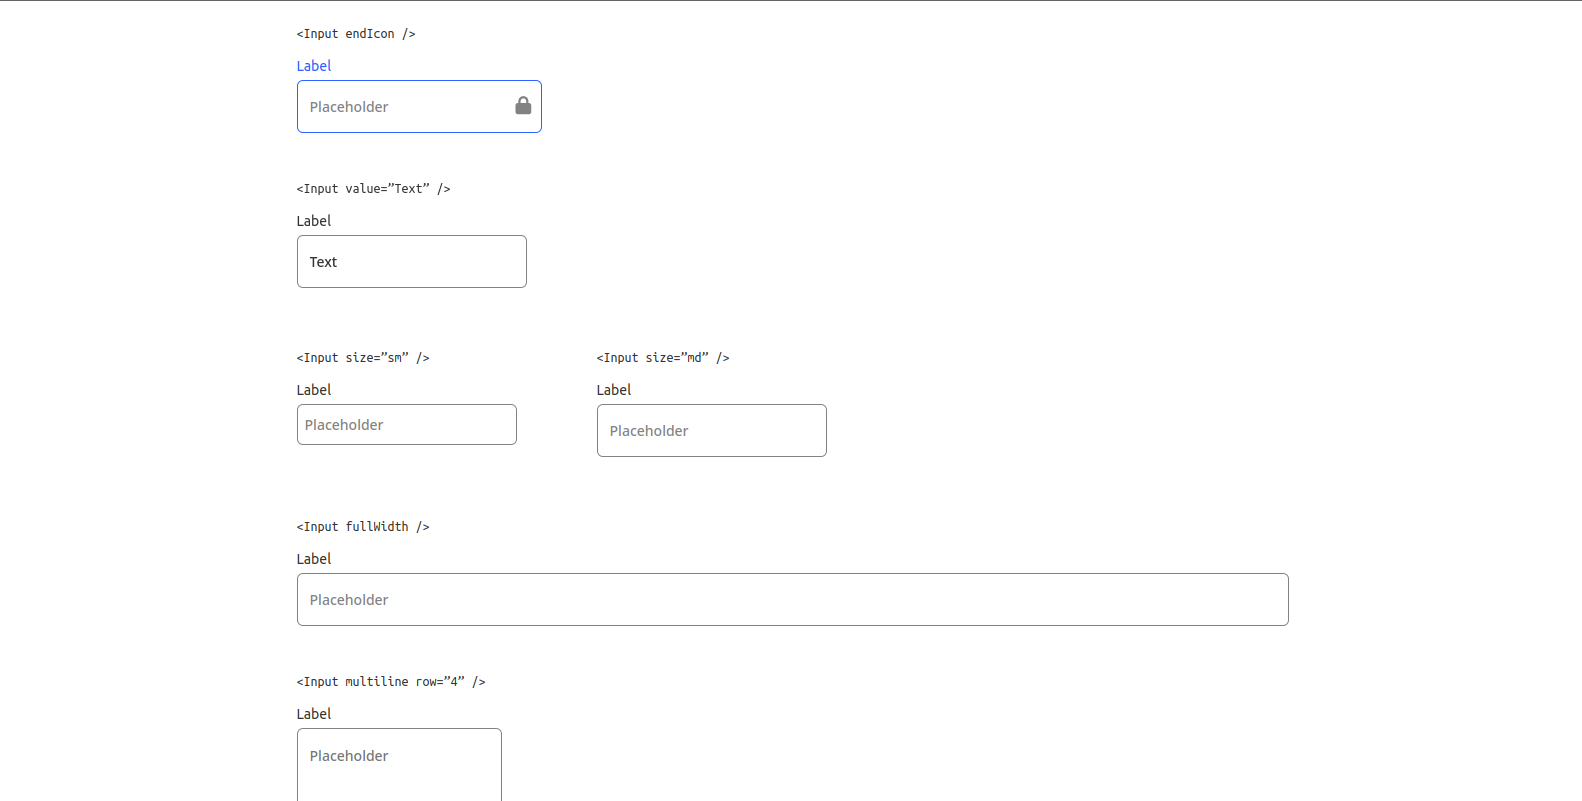 <Input endIcon />
Label
Placeholder
<Input value=”Text” />
Label
Text
<Input size=”sm” />
<Input size=”md” />
Label
Label
Placeholder
Placeholder
<Input fullWidth />
Label
Placeholder
<Input multiline row=”4” />
Label
Placeholder